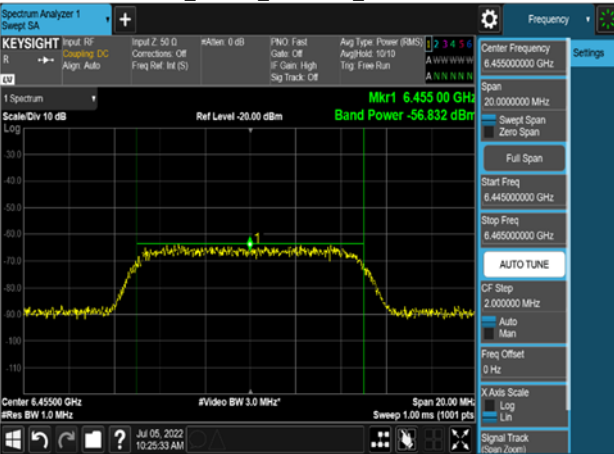 Spectrum Analyzer 1
Swept SA
+
Frequency
KEYSIGHT
R
LV
Input: RF
Coupling: DC
Align: Auto
Input Z: 50 Ω
Corrections: Off
Freq Ref: Int (S)
#Atten: 0 dB
PNO: Fast
Gate: Off
IF Gain: High
Sig Track: Off
Avg Type: Power (RMS)
Avg|Hold: 10/10
Trig: Free Run
1 2 3 4 5 6
A W W W W W
A N N N N N
1 Spectrum
Scale/Div 10 dB
Log
Ref Level -20.00 dBm
Mkr1 6.455 00 GHz
Band Power -56.832 dBm
-30.0
-40.0
-50.0
-60.0
-70.0
-80.0
-90.0
-100
-110
1
Center 6.45500 GHz
#Res BW 1.0 MHz
#Video BW 3.0 MHz*
Span 20.00 MHz
Sweep 1.00 ms (1001 pts
?
Jul 05, 2022
10:25:33 AM
Center Frequency
6.455000000 GHz
Settings
Span
20.0000000 MHz
Swept Span
Zero Span
Full Span
Start Freq
6.445000000 GHz
Stop Freq
6.465000000 GHz
AUTO TUNE
CF Step
2.000000 MHz
Auto
Man
Freq Offset
0 Hz
X Axis Scale
Log
Lin
Signal Track
(Span Zoom)